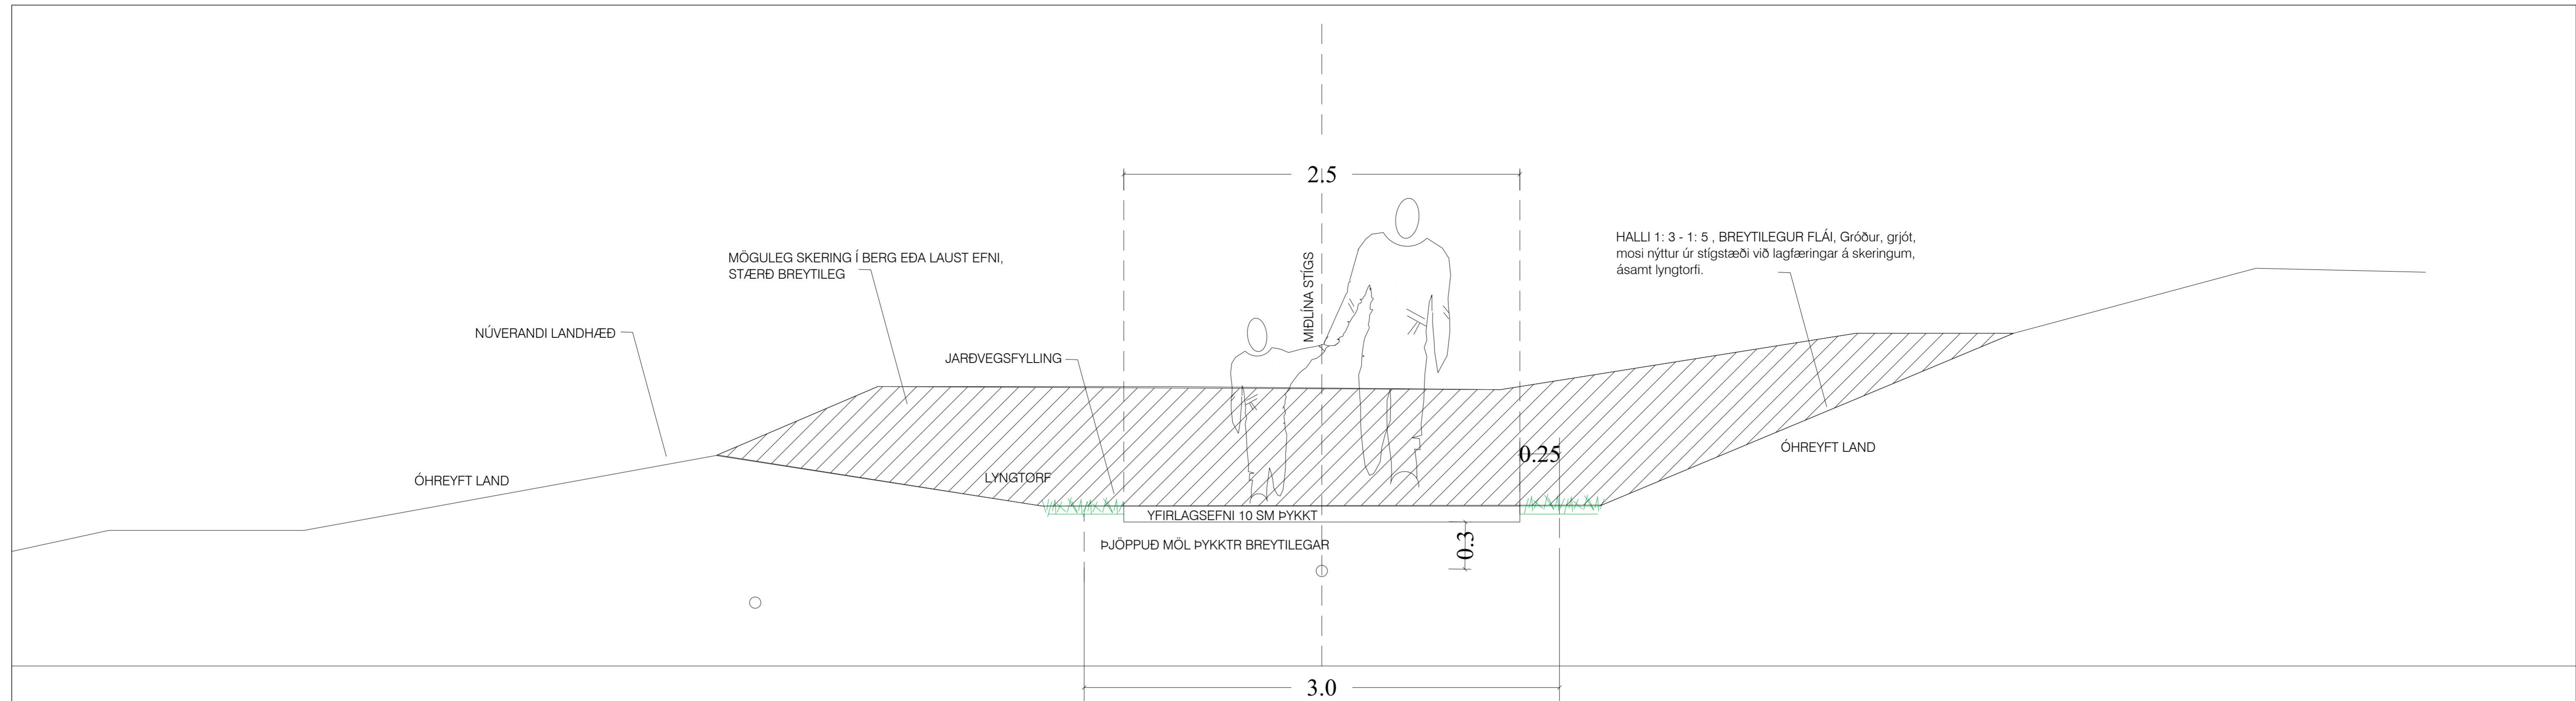 2.5
MIÐLÍNA STÍGS
HALLI 1: 3 - 1: 5 , BREYTILEGUR FLÁI, Gróður, grjót,
mosi nýttur úr stígstæði við lagfæringar á skeringum,
ásamt lyngtorfi.
MÖGULEG SKERING Í BERG EÐA LAUST EFNI,
STÆRÐ BREYTILEG
NÚVERANDI LANDHÆÐ
JARÐVEGSFYLLING
0.25
ÓHREYFT LAND
ÓHREYFT LAND
LYNGTORF
YFIRLAGSEFNI 10 SM ÞYKKT
ÞJÖPPUÐ MÖL ÞYKKTR BREYTILEGAR
0.3
3.0